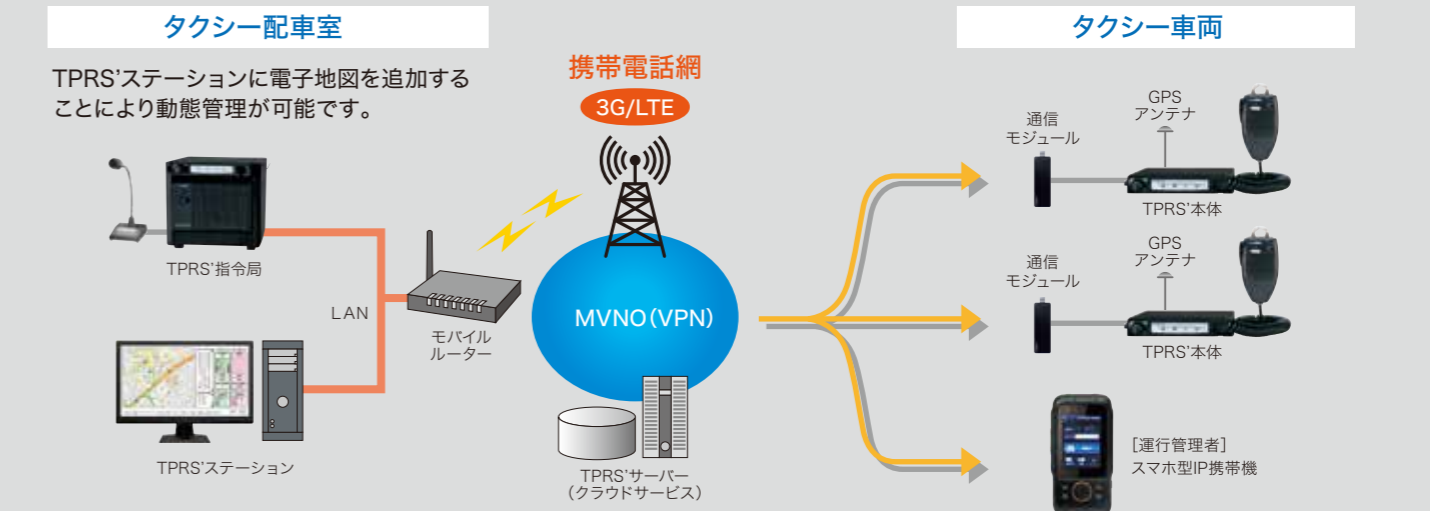 タクシー配車室
TPRS’ステーションに電子地図を追加する
ことにより動態管理が可能です。
TPRS’指令局
LAN
モバイル
ルーター
TPRS’ステーション
携帯電話網
3G/LTE
MVNO(VPN)
TPRS’サーバー
(クラウドサービス)
タクシー車両
通信
モジュール
GPS
アンテナ
TPRS’本体
通信
モジュール
GPS
アンテナ
TPRS’本体
[運行管理者]
スマホ型IP携帯機